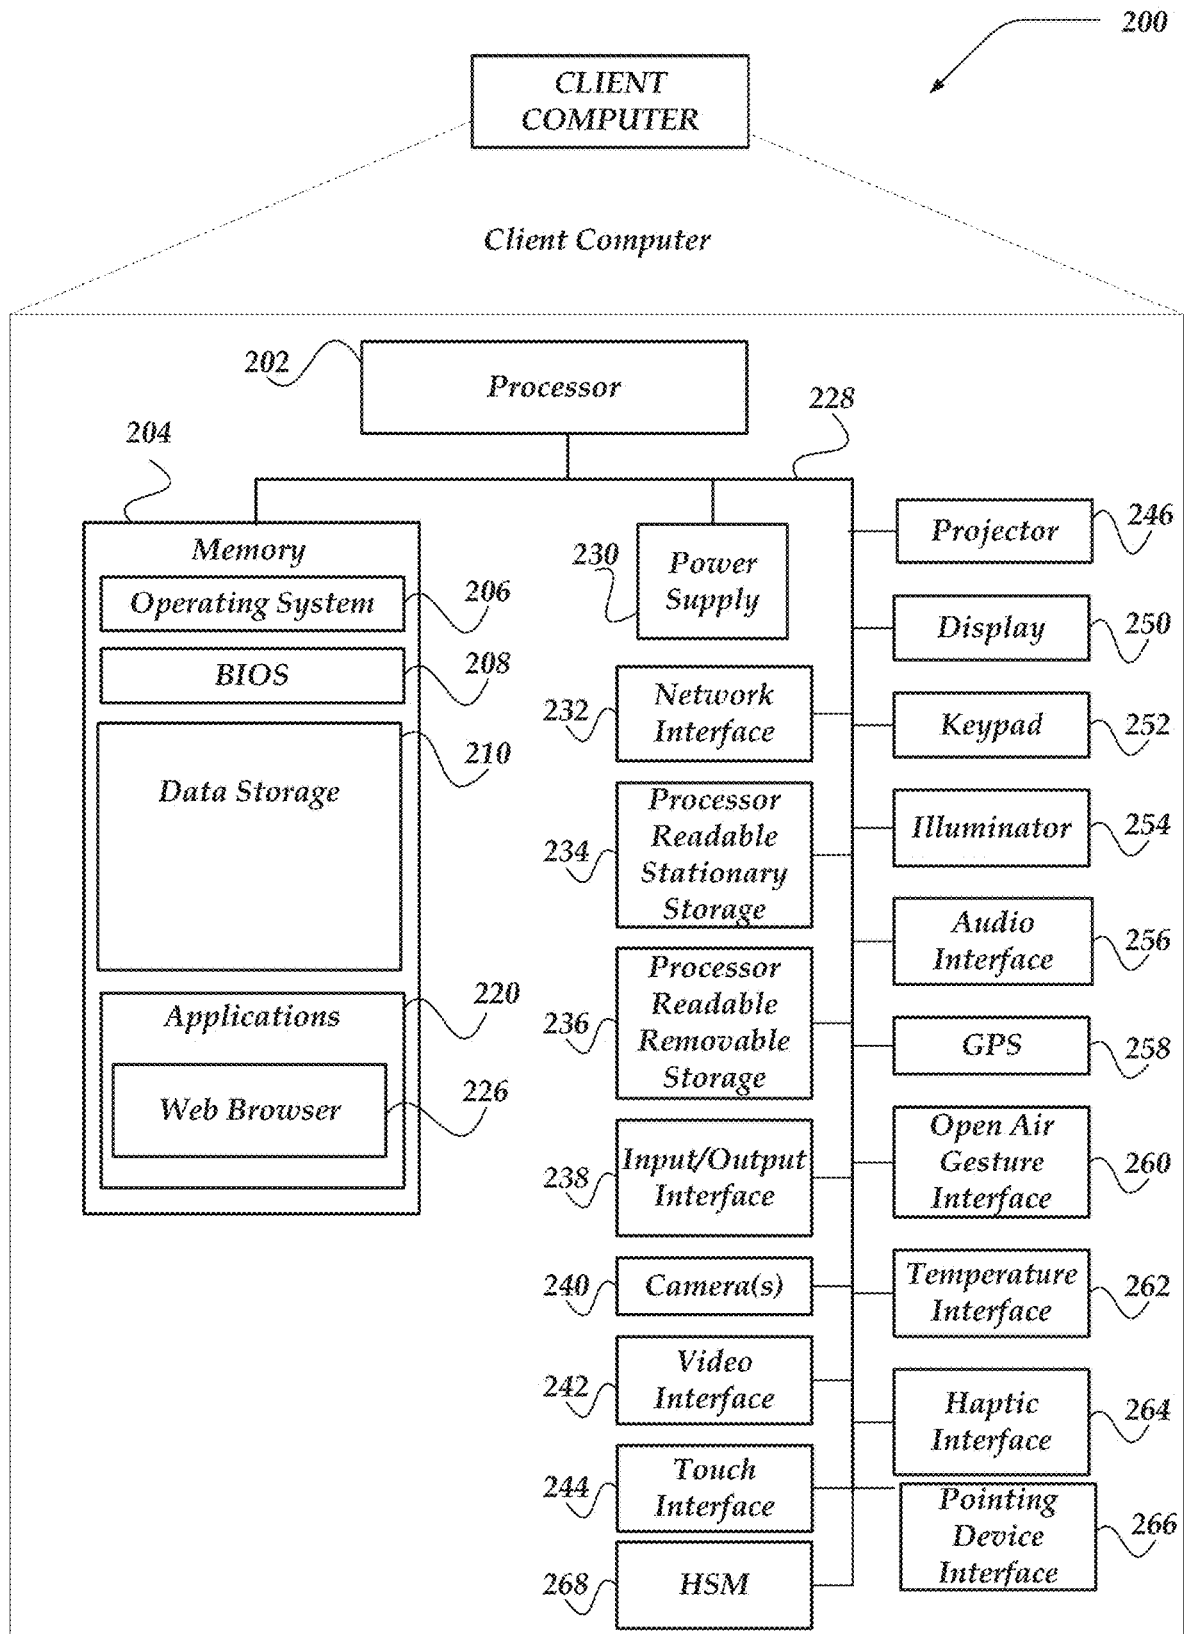 200
CLIENT
COMPUTER
Client Computer
202
Processor
228
204
Memory
Operating System
206
BIOS
208
Data Storage
210
Applications
220
Web Browser
226
230
Power
Supply
232
Network
Interface
234
Processor
Readable
Stationary
Storage
236
Processor
Readable
Removable
Storage
238
Input/Output
Interface
240
Camera(s)
242
Video
Interface
244
Touch
Interface
268
HSM
Projector
246
Display
250
Keypad
252
Illuminator
254
Audio
Interface
256
GPS
258
Open Air
Gesture
Interface
260
Temperature
Interface
262
Haptic
Interface
264
Pointing
Device
Interface
266